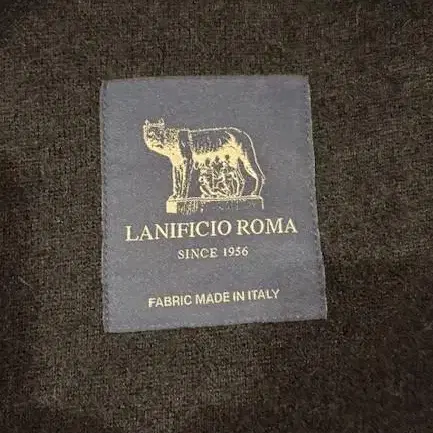 LANIFICIO ROMA
SINCE 1956
FABRIC MADE IN ITALY